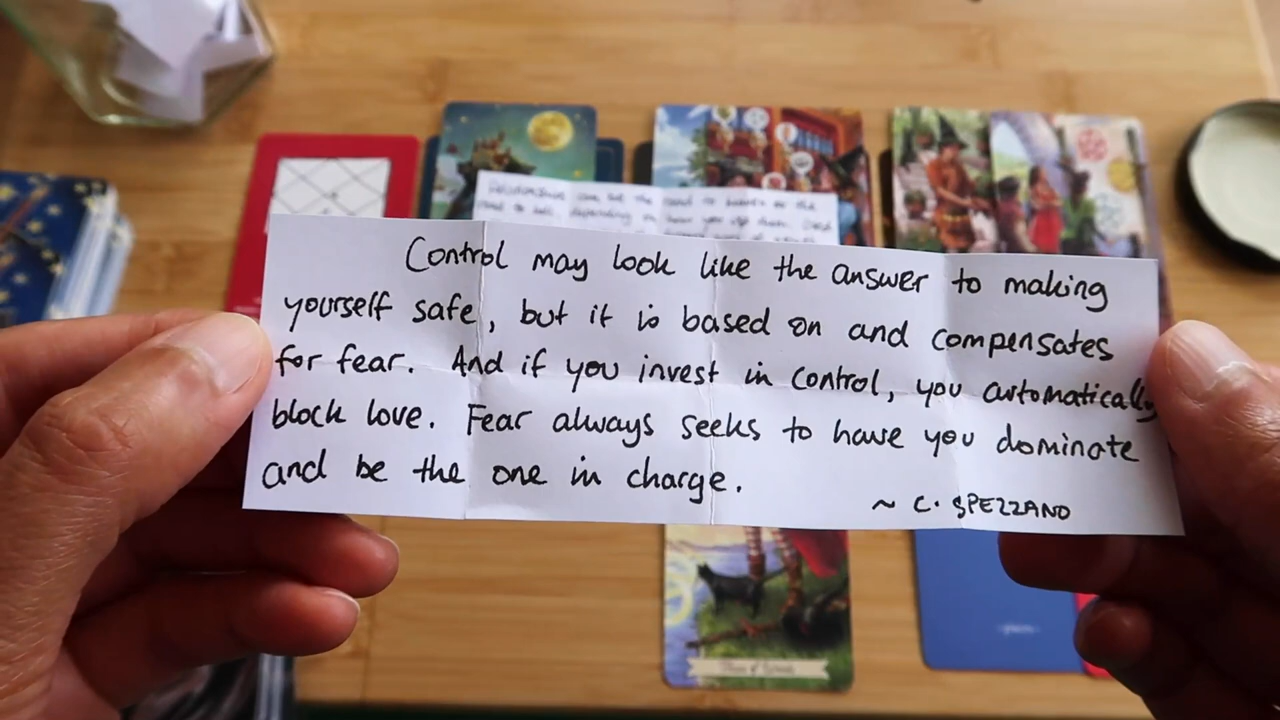 Control may look like the answer to making
yourself safe, but it is based on and compensates
for fear. And if you invest in control, you automatically
block love. Fear always seeks to have you dominate
and be the one in charge.
~ C. SPEZZANO